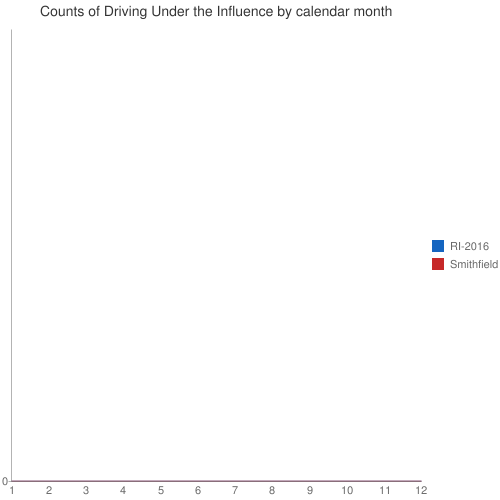 Counts of Driving Under the Influence by calendar month
RI-2016
Smithfield
0
1 2 3 4 5 6 7 8 9 10 11 12